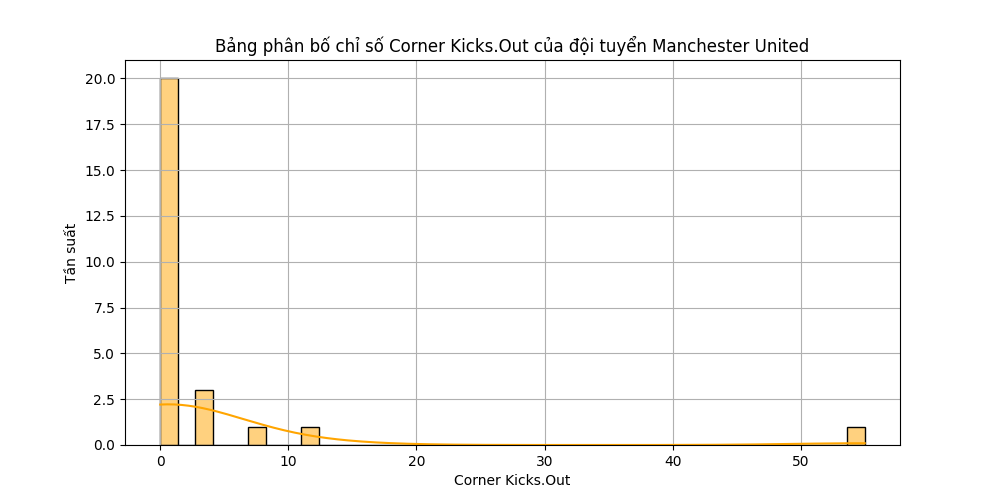 Bảng phân bố chỉ số Corner Kicks.Out của đội tuyển Manchester United
Tần suất
20.0
17.5
15.0
12.5
10.0
7.5
5.0
2.5
0.0
0 10 20 30 40 50
Corner Kicks.Out